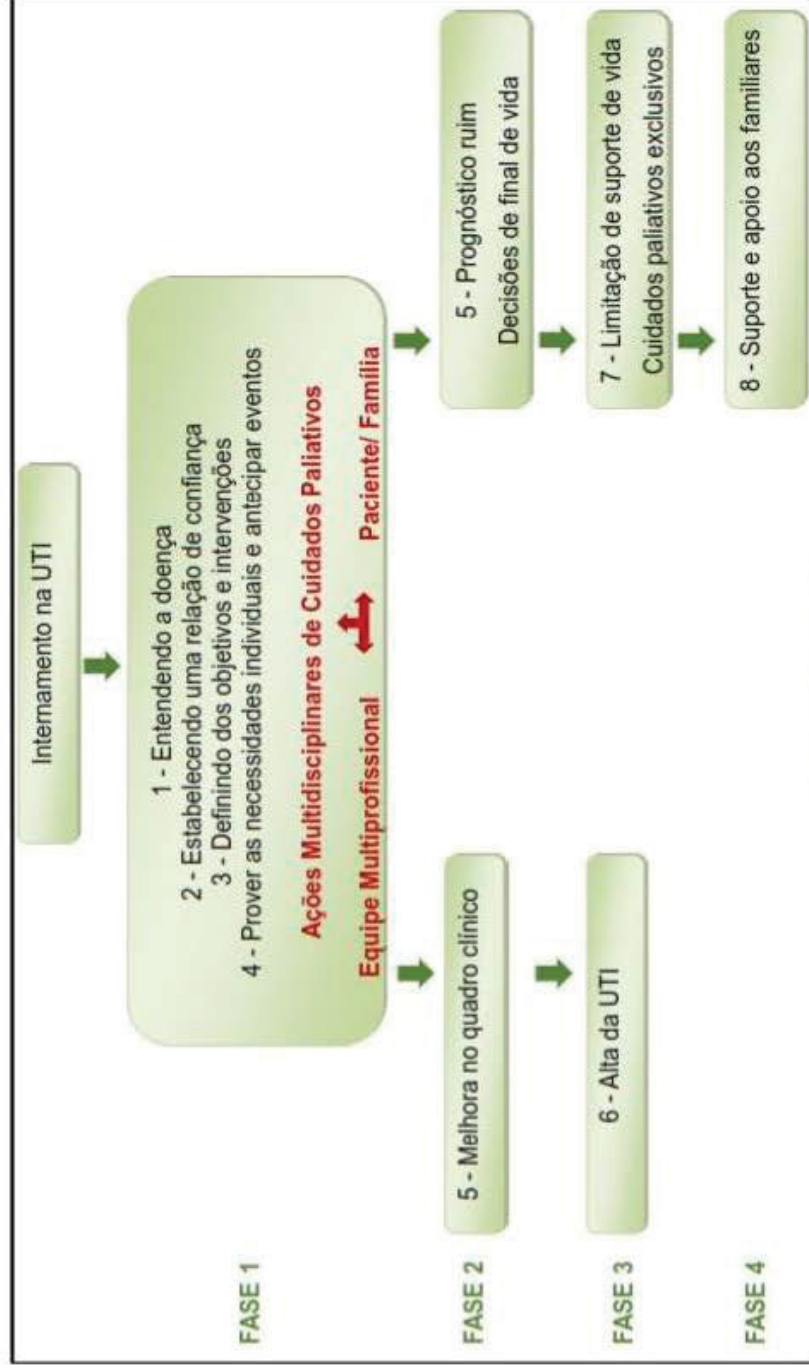 Internamento na UTI
FASE 1
1 - Entendendo a doença
2 - Estabelecendo uma relação de confiança
3 - Definindo dos objetivos e intervenções
4 - Prover as necessidades individuais e antecipar eventos
Ações Multidisciplinares de Cuidados Paliativos
Equipe Multiprofissional Paciente/ Família
FASE 2
5 - Melhora no quadro clínico
5 - Prognóstico ruim
Decisões de final de vida
FASE 3
6 - Alta da UTI
7 - Limitação de suporte de vida
Cuidados paliativos exclusivos
FASE 4
8 - Suporte e apoio aos familiares